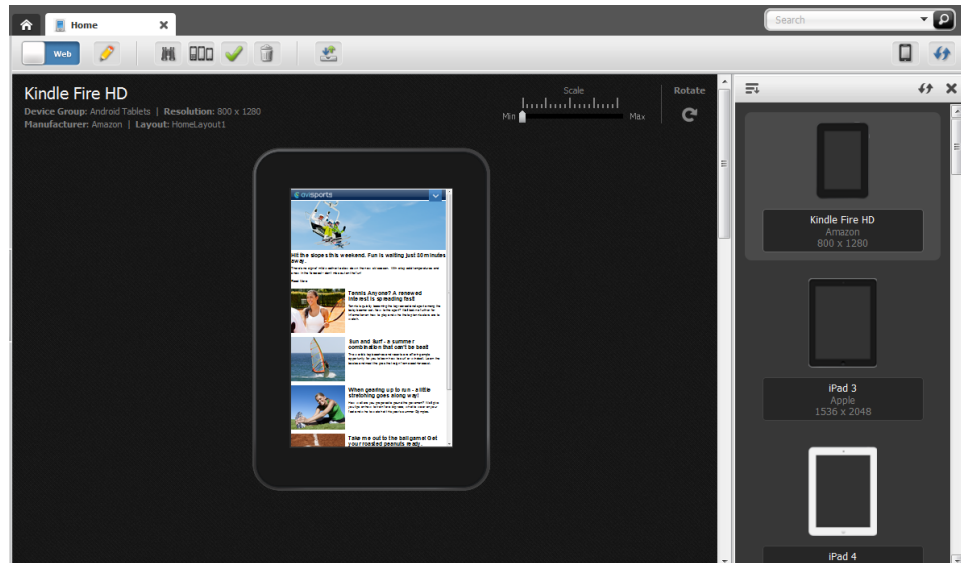 Home
Search
Web
Kindle Fire HD
Device Group: Android Tablets | Resolution: 800 x 1280
Manufacturer: Amazon | Layout: HomeLayout1
Scale
Min
Max
Rotate
avisports
Hit the slopes this weekend. Fun is waiting just 30 minutes
away.
Read More
Tennis Anyone? A renewed
interest is spreading fast!
Sun and Surf - a summer
combination that can't be beat!
When gearing up to run - a little
stretching goes along way!
Take me out to the ballgame! Get
your roasted peanuts ready.
Kindle Fire HD
Amazon
800 x 1280
iPad 3
Apple
1536 x 2048
iPad 4